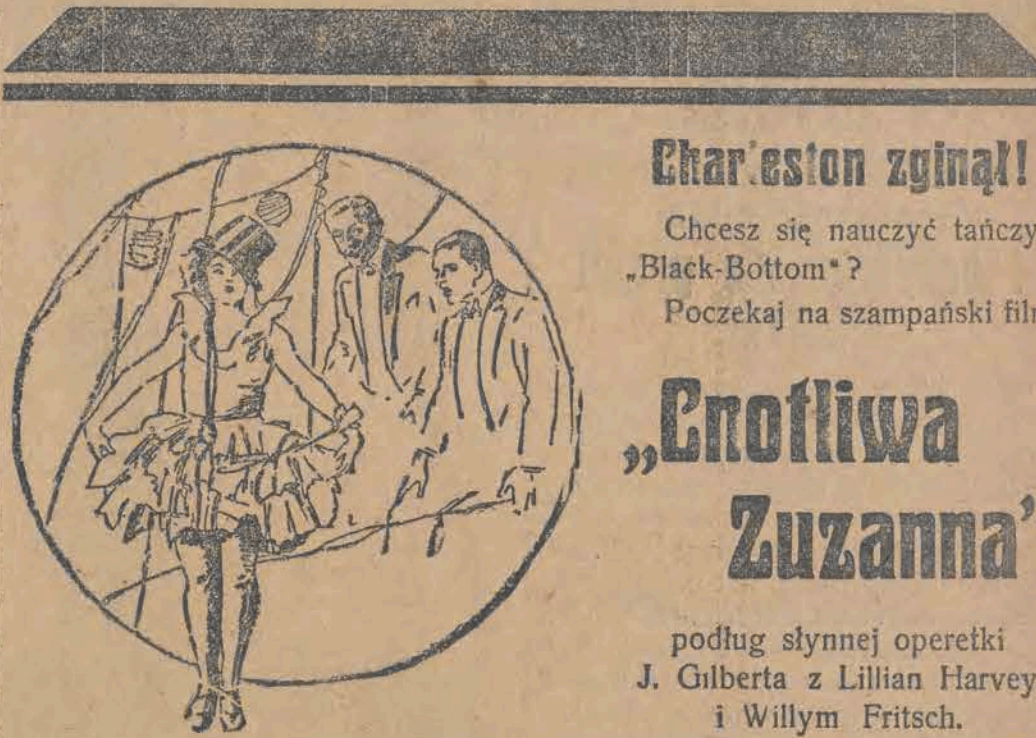 Charleston zginął!
Chcesz się nauczyć tańczy
„Black-Bottom“?
Poczekaj na szampański film
„Cnotliwa
Zuzanna“
podług słynnej operetki
J. Gilberta z Lillian Harvey
i Willym Fritsch.